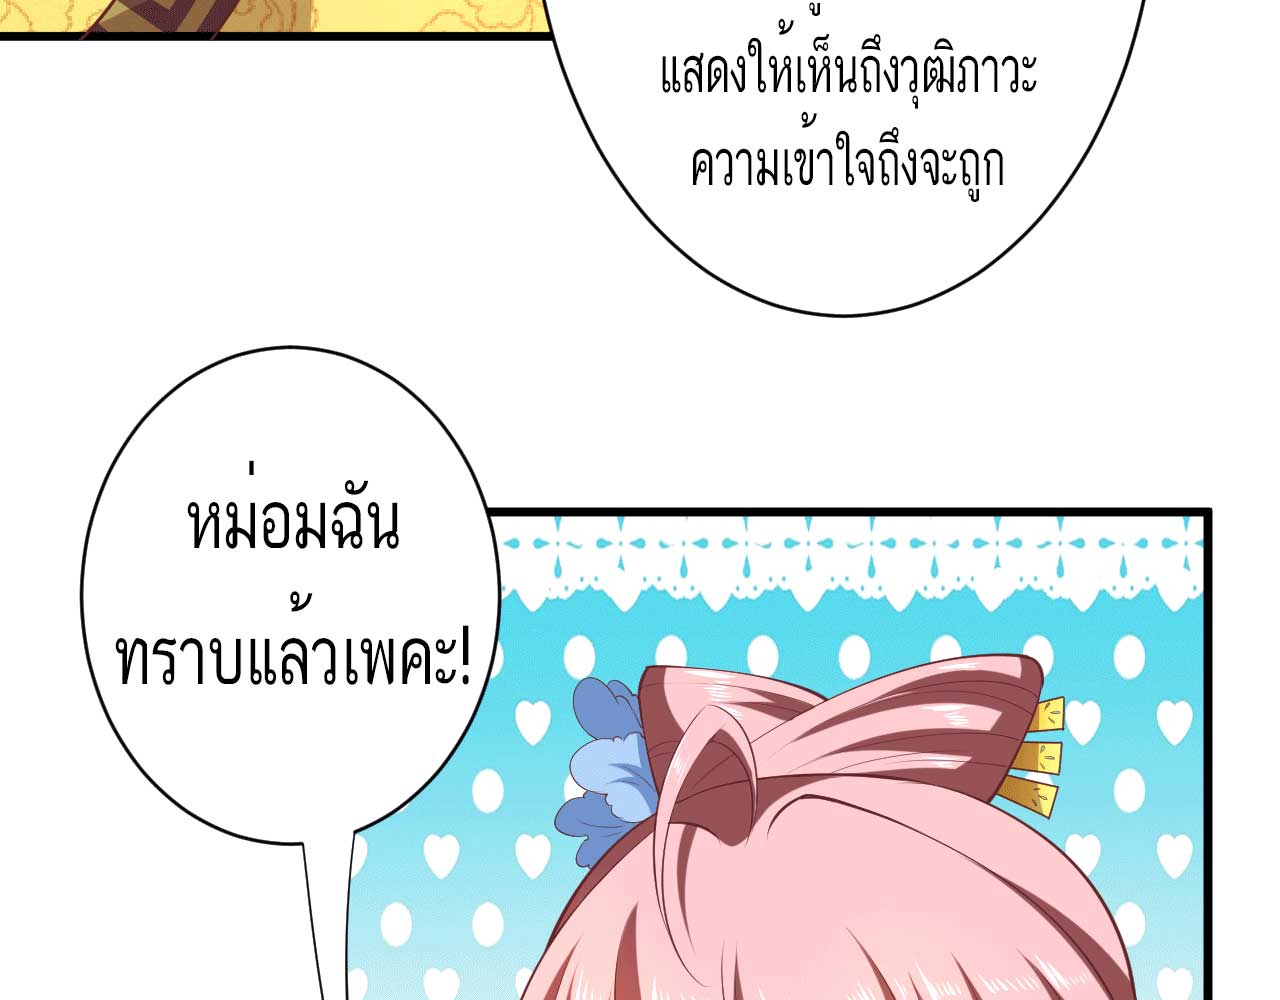 แสดงให้เห็นถึงวุฒิภาวะ
ความเข้าใจถึงจะถูก
หม่อมฉัน
ทราบแล้วเพคะ!